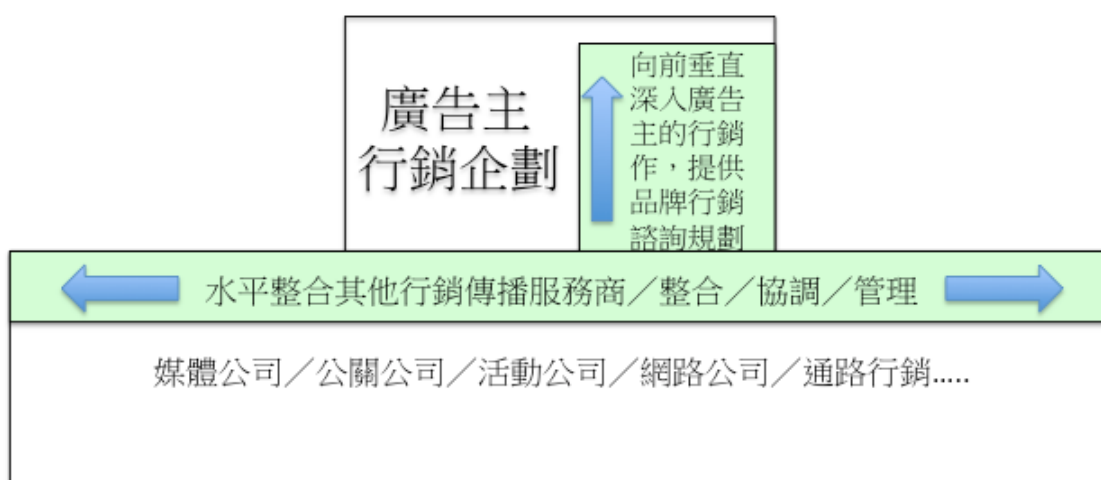 廣告主
行銷企劃
向前垂直
深入廣告
主的行銷
作，提供
品牌行銷
諮詢規劃
水平整合其他行銷傳播服務商／整合／協調／管理
媒體公司／公關公司／活動公司／網路公司／通路行銷.....